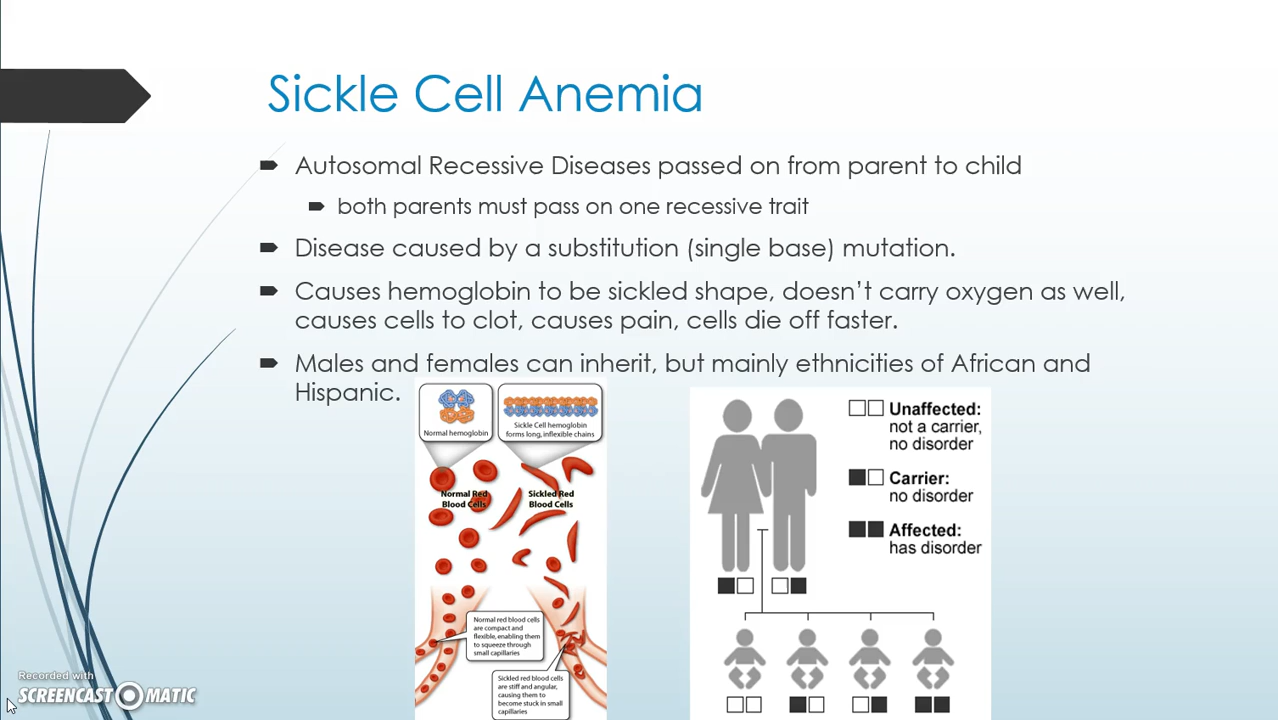 Sickle Cell Anemia
Autosomal Recessive Diseases passed on from parent to child
both parents must pass on one recessive trait
Disease caused by a substitution (single base) mutation.
Causes hemoglobin to be sickled shape, doesn't carry oxygen as well,
causes cells to clot, causes pain, cells die off faster.
Males and females can inherit, but mainly ethnicities of African and
Hispanic.
Normal hemoglobin
Sickle Cell hemoglobin
forms long, inflexible chains
Normal Red
Blood Cells
Sickled Red
Blood Cells
Normal red blood cells
are compact and
flexible, enabling them
to squeeze through
small capillaries
Sickled red blood cells
are stiff and angular,
causing them to
become stuck in small
capillaries
Unaffected:
not a carrier,
no disorder
Carrier:
no disorder
Affected:
has disorder
Recorded with
SCREENCAST MATIC